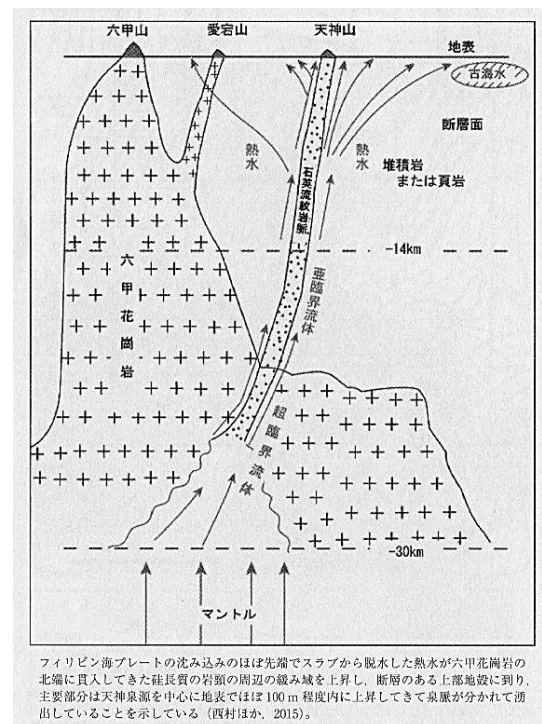 六甲山
愛宕山
天神山
地表
古海水
断層面
熱水
熱水
堆積岩
または頁岩
石英流紋岩脈
-14km
六甲花崗岩
亜臨界流体
超臨界流体
-30km
マントル
フィリピン海プレートの沈み込みのほぼ先端でスラブから脱水した熱水が六甲花崗岩の
北端に貫入してきた珪長質の岩頸の周辺の緩み域を上昇し，断層のある上部地殻に到り，
主要部分は天神泉源を中心に地表でほぼ100 m 程度内に上昇してきて泉脈が分かれて湧
出していることを示している（西村ほか，2015）。